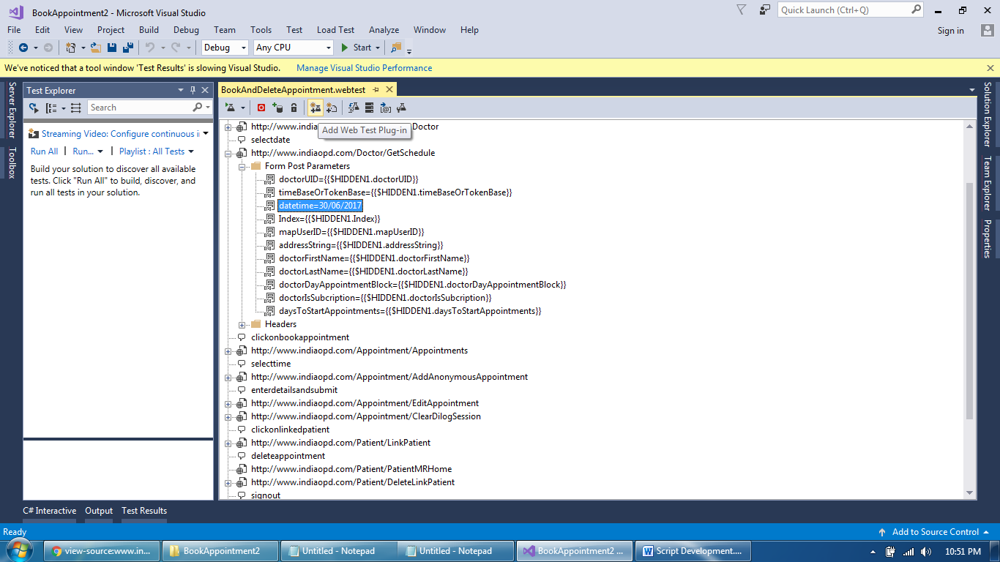 BookAppointment2 - Microsoft Visual Studio
Quick Launch (Ctrl+Q)
File Edit View Project Build Debug Team Tools Test Load Test Analyze Window Help
Sign in
Debug Any CPU Start
We've noticed that a tool window 'Test Results' is slowing Visual Studio. Manage Visual Studio Performance
Server Explorer
Toolbox
Test Explorer
Search
Streaming Video: Configure continuous i
Run All | Run... | Playlist : All Tests
Build your solution to discover all available
tests. Click "Run All" to build, discover, and
run all tests in your solution.
BookAndDeleteAppointment.webtest
http://www.indiao Doctor
Add Web Test Plug-in
selectdate
http://www.indiaopd.com/Doctor/GetSchedule
Form Post Parameters
doctorUID={{$HIDDEN1.doctorUID}}
timeBaseOrTokenBase={{$HIDDEN1.timeBaseOrTokenBase}}
datetime=30/06/2017
Index={{$HIDDEN1.Index}}
mapUserID={{$HIDDEN1.mapUserID}}
addressString={{$HIDDEN1.addressString}}
doctorFirstName={{$HIDDEN1.doctorFirstName}}
doctorLastName={{$HIDDEN1.doctorLastName}}
doctorDayAppointmentBlock={{$HIDDEN1.doctorDayAppointmentBlock}}
doctorIsSubcription={{$HIDDEN1.doctorIsSubcription}}
daysToStartAppointments={{$HIDDEN1.daysToStartAppointments}}
Headers
clickonbookappointment
http://www.indiaopd.com/Appointment/Appointments
selecttime
http://www.indiaopd.com/Appointment/AddAnonymousAppointment
enterdetailsandsubmit
http://www.indiaopd.com/Appointment/EditAppointment
http://www.indiaopd.com/Appointment/ClearDilogSession
clickonlinkedpatient
http://www.indiaopd.com/Patient/LinkPatient
deleteappointment
http://www.indiaopd.com/Patient/PatientMRHome
http://www.indiaopd.com/Patient/DeleteLinkPatient
signout
Solution Explorer
Team Explorer
Properties
C# Interactive Output Test Results
Ready
Add to Source Control
view-source:www.in... BookAppointment2 Untitled - Notepad Untitled - Notepad BookAppointment2 ... Script Development....
10:51 PM